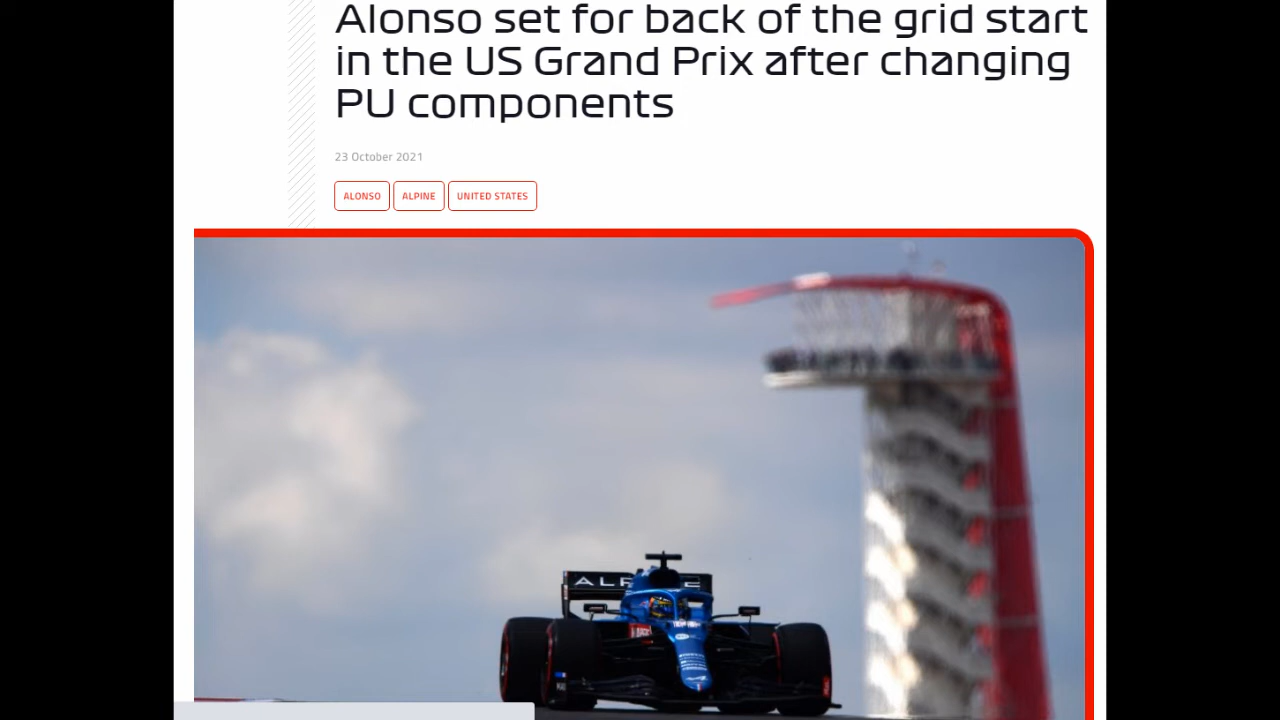 Alonso set for back of the grid start
in the US Grand Prix after changing
PU components
23 October 2021
ALONSO ALPINE UNITED STATES